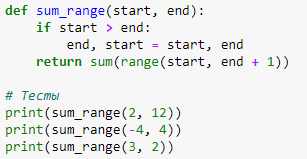 def sum_range(start, end):
    if start > end:
        end, start = start, end
    return sum(range(start, end + 1))

# Тесты
print(sum_range(2, 12))
print(sum_range(-4, 4))
print(sum_range(3, 2))